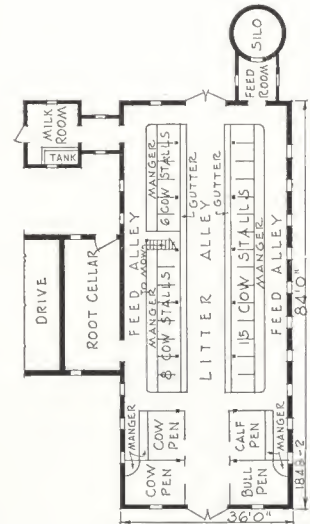 SILO
FEED
ROOM
MILK
ROOM
TANK
DRIVE
ROOT CELLAR
FEED ALLEY
MANGER
6 COW STALLS
TO MOW
MANGER
8 COW STALLS
GUTTER
LITTER ALLEY
GUTTER
15 COW STALLS
MANGER
FEED ALLEY
84'0"
MANGER
COW
PEN
COW
PEN
CALF
PEN
BULL
PEN
MANGER
1848-2
36'0"